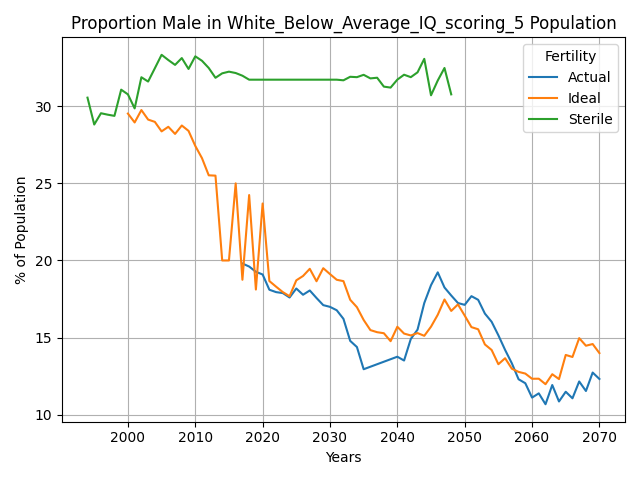 Proportion Male in White_Below_Average_IQ_scoring_5 Population
Fertility
Actual
Ideal
Sterile
% of Population
30
25
20
15
10
2000 2010 2020 2030 2040 2050 2060 2070
Years